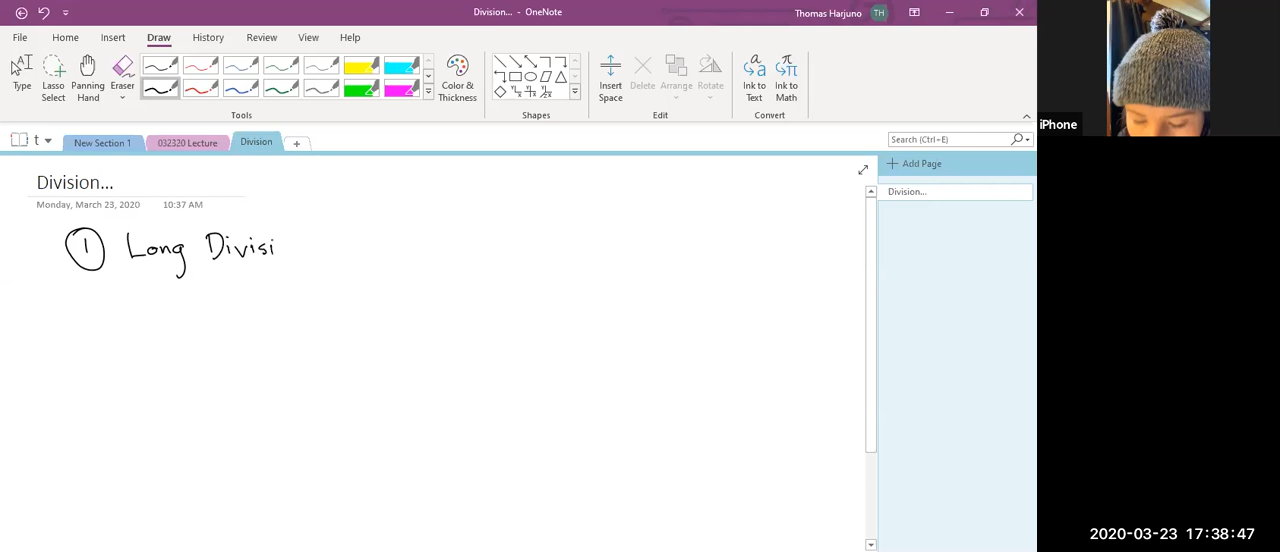 Division... - OneNote
Thomas Harjuno TH
File Home Insert Draw History Review View Help
Type
Lasso Select
Panning Hand
Eraser
Color & Thickness
Insert Space
Delete
Arrange
Rotate
Ink to Text
Ink to Math
Tools
Shapes
Edit
Convert
t
New Section 1
032320 Lecture
Division
Search (Ctrl+E)
Add Page
Division...
Division...
Monday, March 23, 2020 10:37 AM
1 Long Divisi
iPhone
2020-03-23 17:38:47